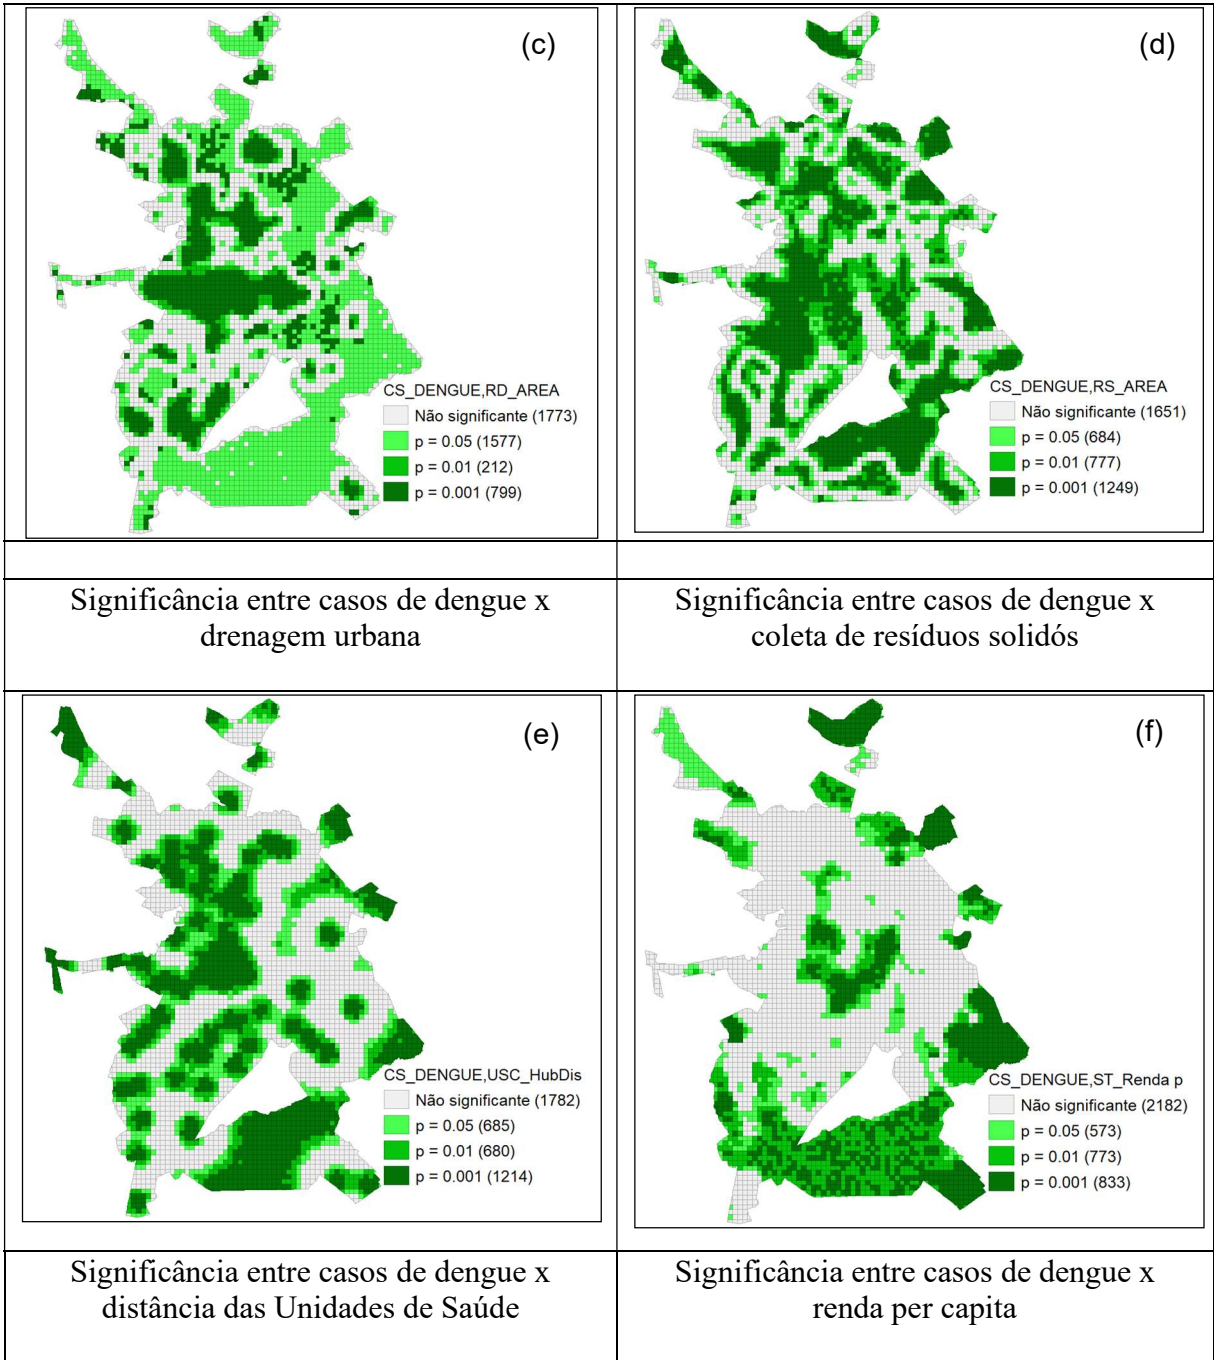 (c)
CS_DENGUE,RD_AREA
Não significante (1773)
p = 0.05 (1577)
p = 0.01 (212)
p = 0.001 (799)
(d)
CS_DENGUE,RS_AREA
Não significante (1651)
p = 0.05 (684)
p = 0.01 (777)
p = 0.001 (1249)
Significância entre casos de dengue x
drenagem urbana
Significância entre casos de dengue x
coleta de resíduos solidós
(e)
CS_DENGUE,USC_HubDis
Não significante (1782)
p = 0.05 (685)
p = 0.01 (680)
p = 0.001 (1214)
(f)
CS_DENGUE,ST_Renda p
Não significante (2182)
p = 0.05 (573)
p = 0.01 (773)
p = 0.001 (833)
Significância entre casos de dengue x
distância das Unidades de Saúde
Significância entre casos de dengue x
renda per capita